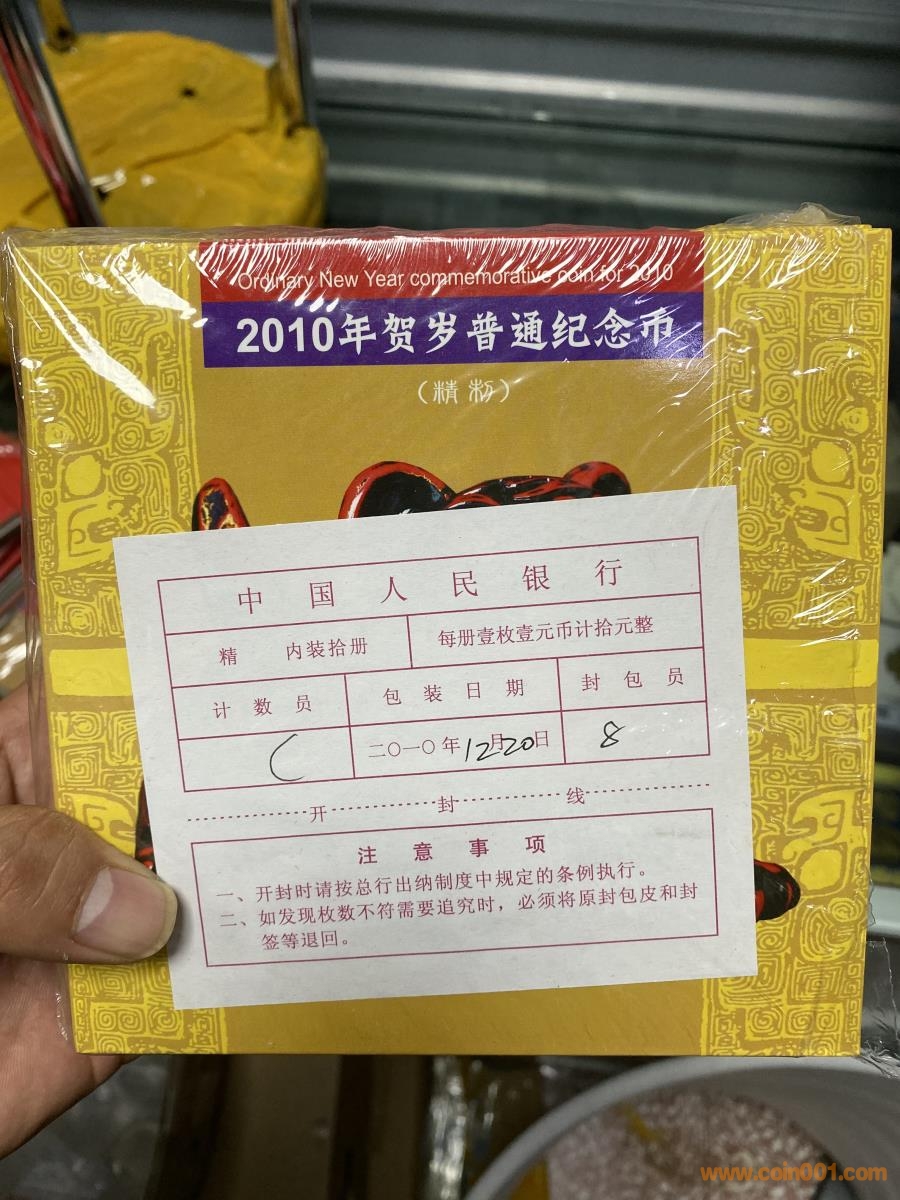 Ordinary New Year commemorative coin for 2010
2010年贺岁普通纪念币
(精制)
中国人民银行
精 内装拾册
每册壹枚壹元币计拾元整
计数员
包装日期
封包员
C
二〇一〇年12月20日
8
开封线
注意事项
一、开封时请按总行出纳制度中规定的条例执行。
二、如发现枚数不符需要追究时，必须将原封包皮和封
签等退回。
www.coin001.com